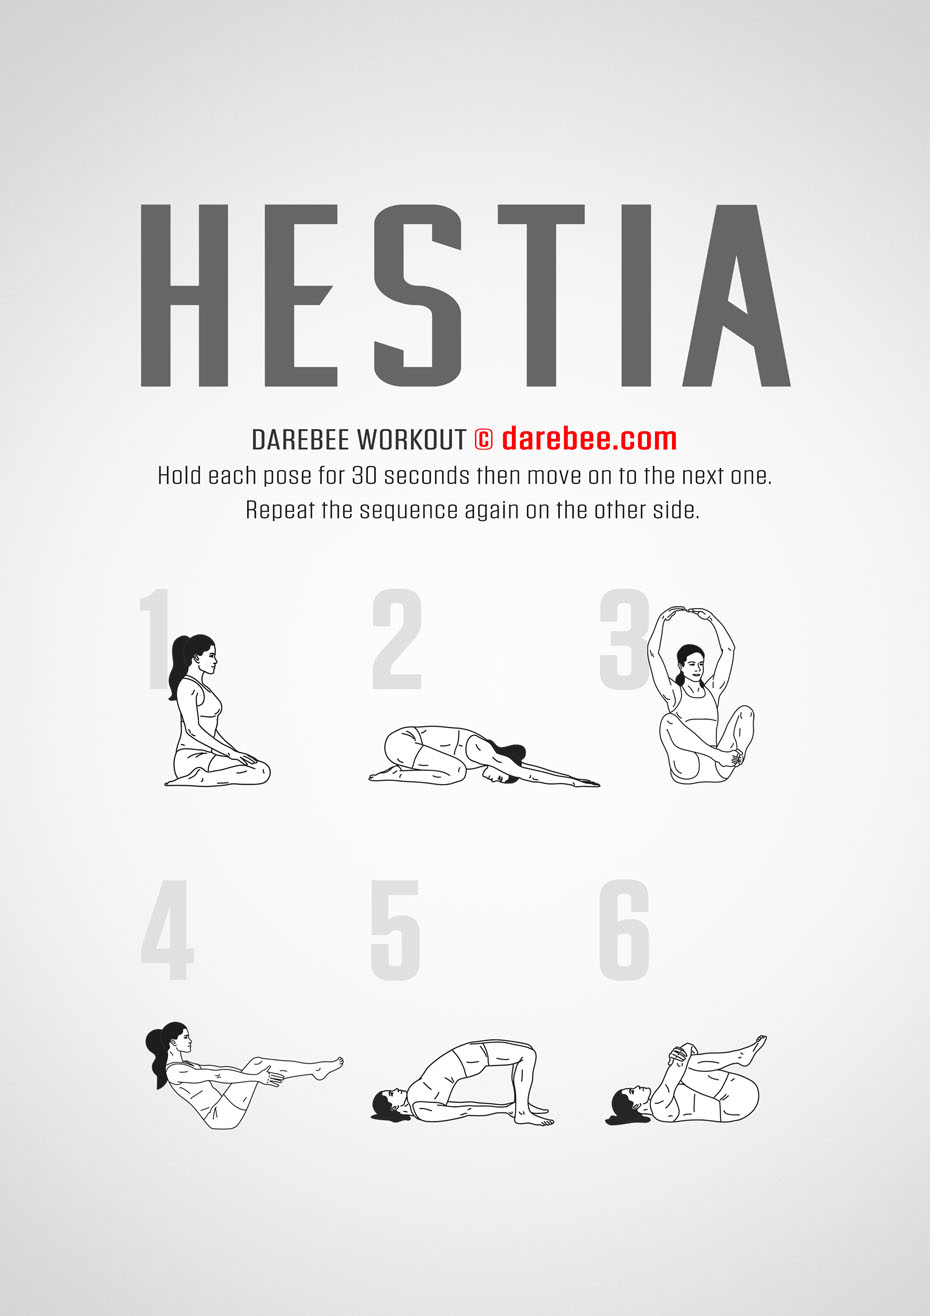 HESTIA
DAREBEE WORKOUT © darebee.com
Hold each pose for 30 seconds then move on to the next one.
Repeat the sequence again on the other side.
1 2 3
4 5 6